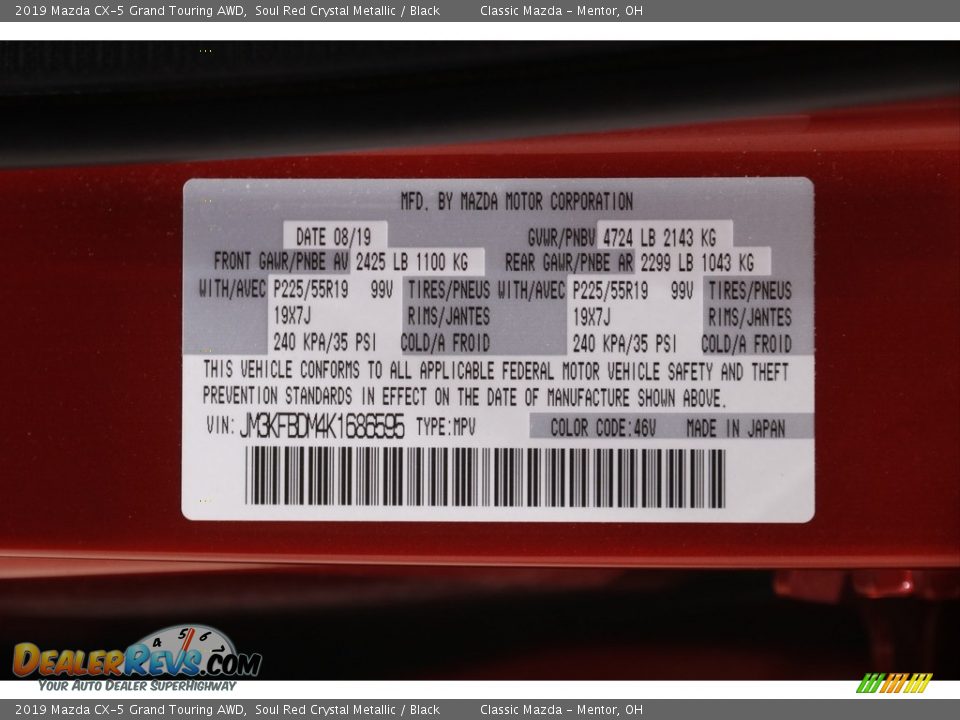 2019 Mazda CX-5 Grand Touring AWD, Soul Red Crystal Metallic / Black Classic Mazda - Mentor, OH
MFD. BY MAZDA MOTOR CORPORATION
DATE 08/19 GVWR/PNBV 4724 LB 2143 KG
FRONT GAWR/PNBE AV 2425 LB 1100 KG REAR GAWR/PNBE AR 2299 LB 1043 KG
WITH/AVEC P225/55R19 99V TIRES/PNEUS WITH/AVEC P225/55R19 99V TIRES/PNEUS
19X7J RIMS/JANTES 19X7J RIMS/JANTES
240 KPA/35 PSI COLD/A FROID 240 KPA/35 PSI COLD/A FROID
THIS VEHICLE CONFORMS TO ALL APPLICABLE FEDERAL MOTOR VEHICLE SAFETY AND THEFT
PREVENTION STANDARDS IN EFFECT ON THE DATE OF MANUFACTURE SHOWN ABOVE.
VIN: JM3KFBDM4K1686595 TYPE:MPV COLOR CODE:46V MADE IN JAPAN
4 5 6
DEALERREVS.COM
YOUR AUTO DEALER SUPERHIGHWAY
2019 Mazda CX-5 Grand Touring AWD, Soul Red Crystal Metallic / Black Classic Mazda - Mentor, OH